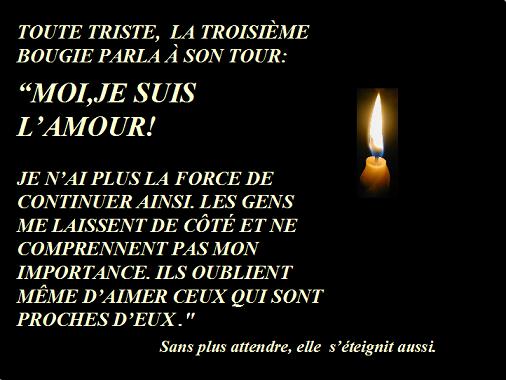 TOUTE TRISTE,  LA TROISIÈME
BOUGIE PARLA À SON TOUR:
“MOI,JE SUIS
L’AMOUR!
JE N’AI PLUS LA FORCE DE
CONTINUER AINSI. LES GENS
ME LAISSENT DE CÔTÉ ET NE
COMPRENNENT PAS MON
IMPORTANCE. ILS OUBLIENT
MÊME D’AIMER CEUX QUI SONT
PROCHES D’EUX ."
Sans plus attendre, elle  s’éteignit aussi.